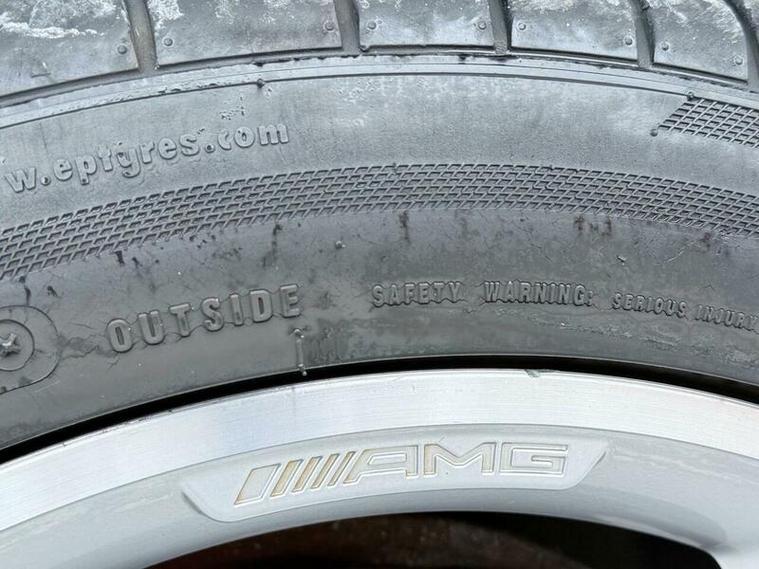 w.eptyres.com
OUTSIDE SAFETY WARNING: SERIOUS INJURY
AMG